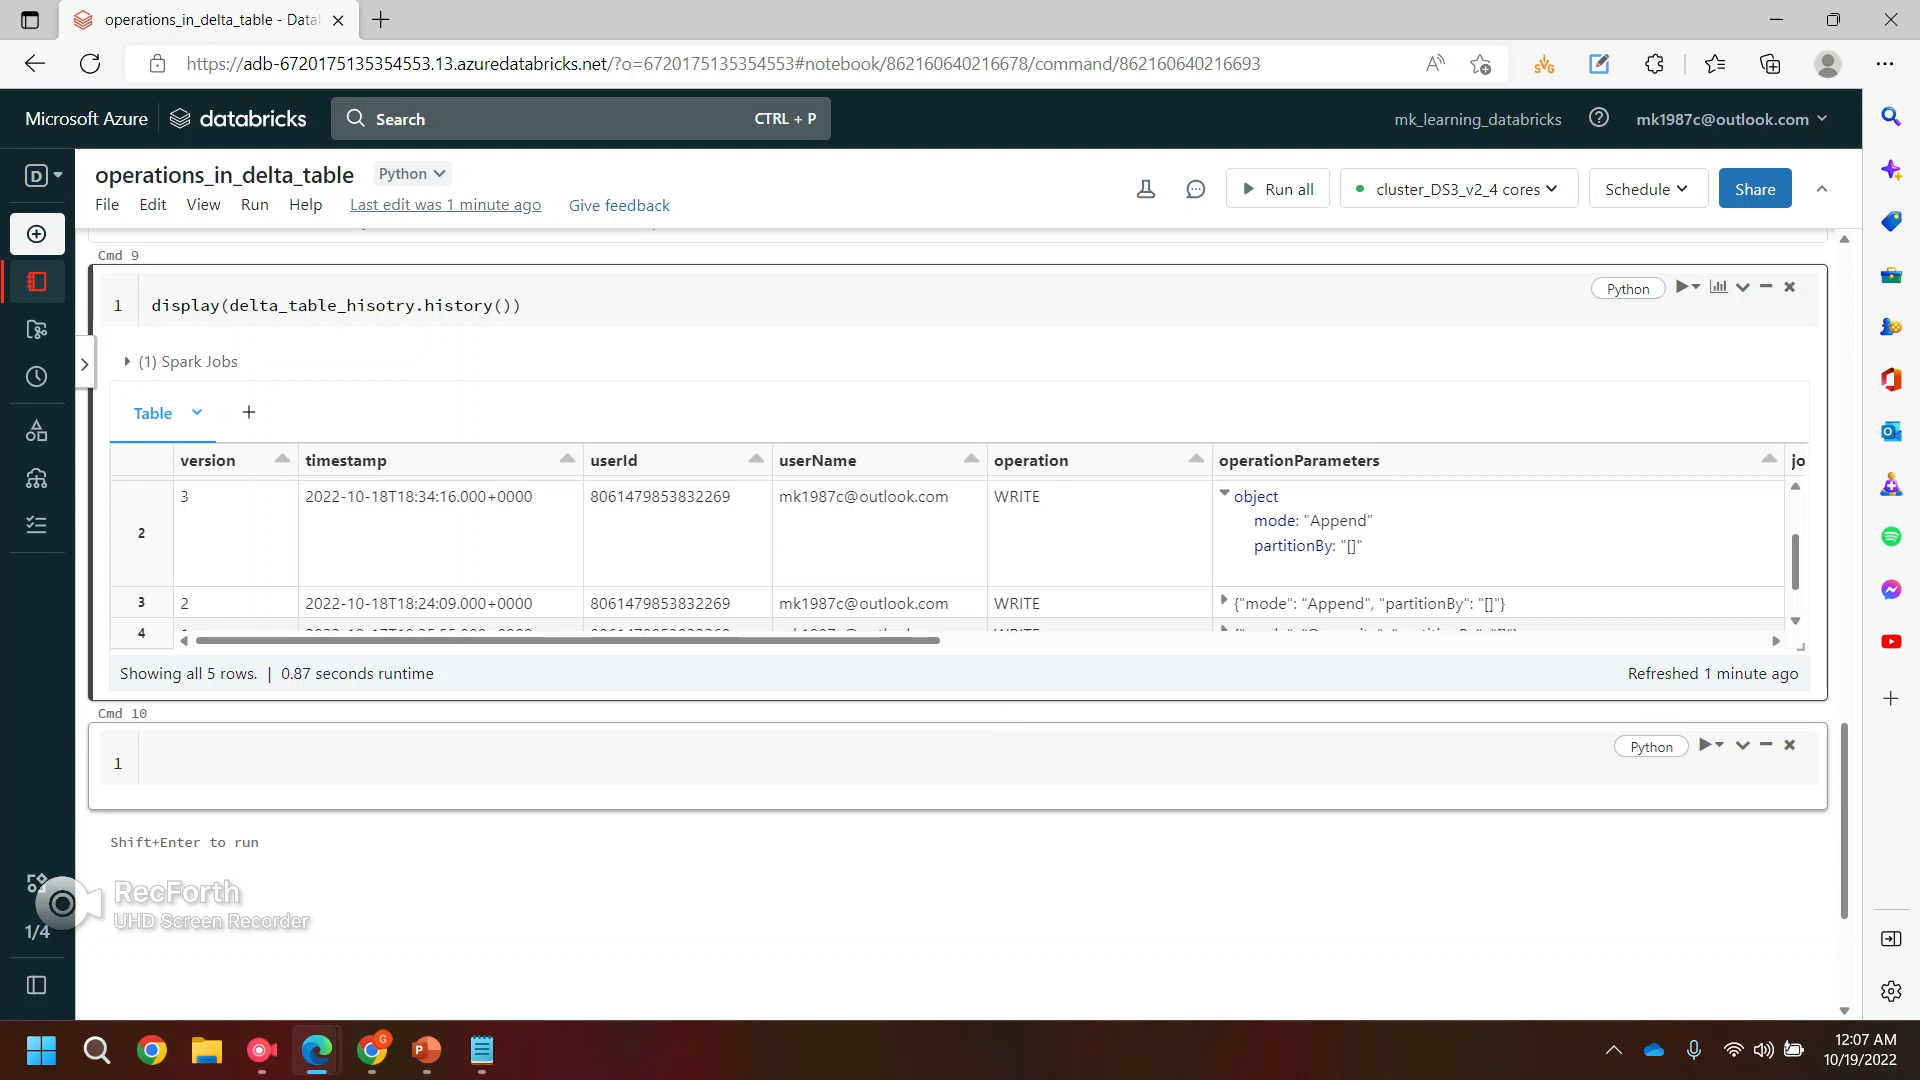 operations_in_delta_table - Data
https://adb-6720175135354553.13.azuredatabricks.net/?o=6720175135354553#notebook/862160640216678/command/862160640216693
Microsoft Azure databricks Search CTRL + P mk_learning_databricks mk1987c@outlook.com
D
operations_in_delta_table Python
Run all cluster_DS3_v2_4 cores Schedule Share
File Edit View Run Help Last edit was 1 minute ago Give feedback
Cmd 9
Python
1 display(delta_table_hisotry.history())
(1) Spark Jobs
Table
version timestamp userId userName operation operationParameters jo
2 3 2022-10-18T18:34:16.000+0000 8061479853832269 mk1987c@outlook.com WRITE object
mode: "Append"
partitionBy: "[]"
3 2 2022-10-18T18:24:09.000+0000 8061479853832269 mk1987c@outlook.com WRITE {"mode": "Append", "partitionBy": "[]"}
4
Showing all 5 rows. | 0.87 seconds runtime Refreshed 1 minute ago
Cmd 10
Python
1
Shift+Enter to run
RecForth
UHD Screen Recorder
1/4
12:07 AM
10/19/2022